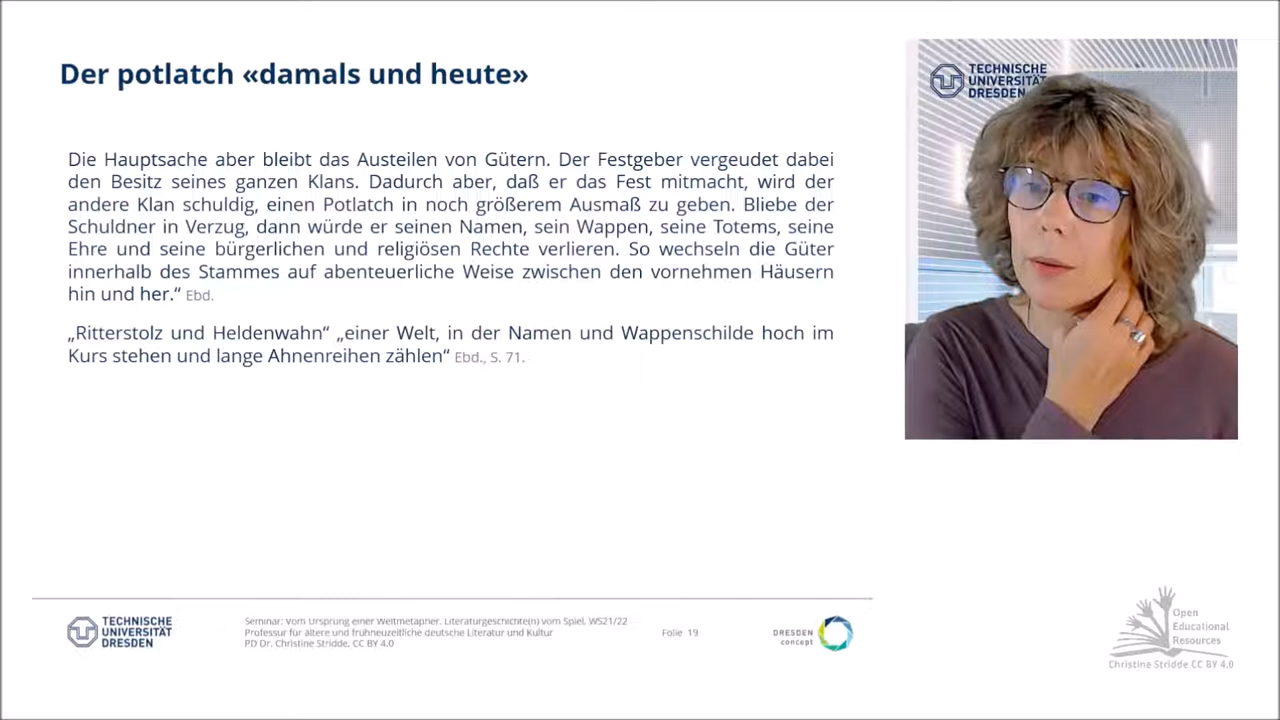 Der potlatch «damals und heute»
Die Hauptsache aber bleibt das Austeilen von Gütern. Der Festgeber vergeudet dabei
den Besitz seines ganzen Klans. Dadurch aber, daß er das Fest mitmacht, wird der
andere Klan schuldig, einen Potlatch in noch größerem Ausmaß zu geben. Bliebe der
Schuldner in Verzug, dann würde er seinen Namen, sein Wappen, seine Totems, seine
Ehre und seine bürgerlichen und religiösen Rechte verlieren. So wechseln die Güter
innerhalb des Stammes auf abenteuerliche Weise zwischen den vornehmen Häusern
hin und her.“ Ebd.
„Ritterstolz und Heldenwahn“ „einer Welt, in der Namen und Wappenschilde hoch im
Kurs stehen und lange Ahnenreihen zählen“ Ebd., S. 71.
TECHNISCHE
UNIVERSITÄT
DRESDEN
TECHNISCHE
UNIVERSITÄT
DRESDEN
Seminar: Vom Ursprung einer Weltmetapher. Literaturgeschichte(n) vom Spiel, WS21/22
Professur für ältere und frühneuzeitliche deutsche Literatur und Kultur
PD Dr. Christine Stridde, CC BY 4.0
Folie 19
DRESDEN
concept
Open
Educational
Resources
Christine Stridde CC BY 4.0